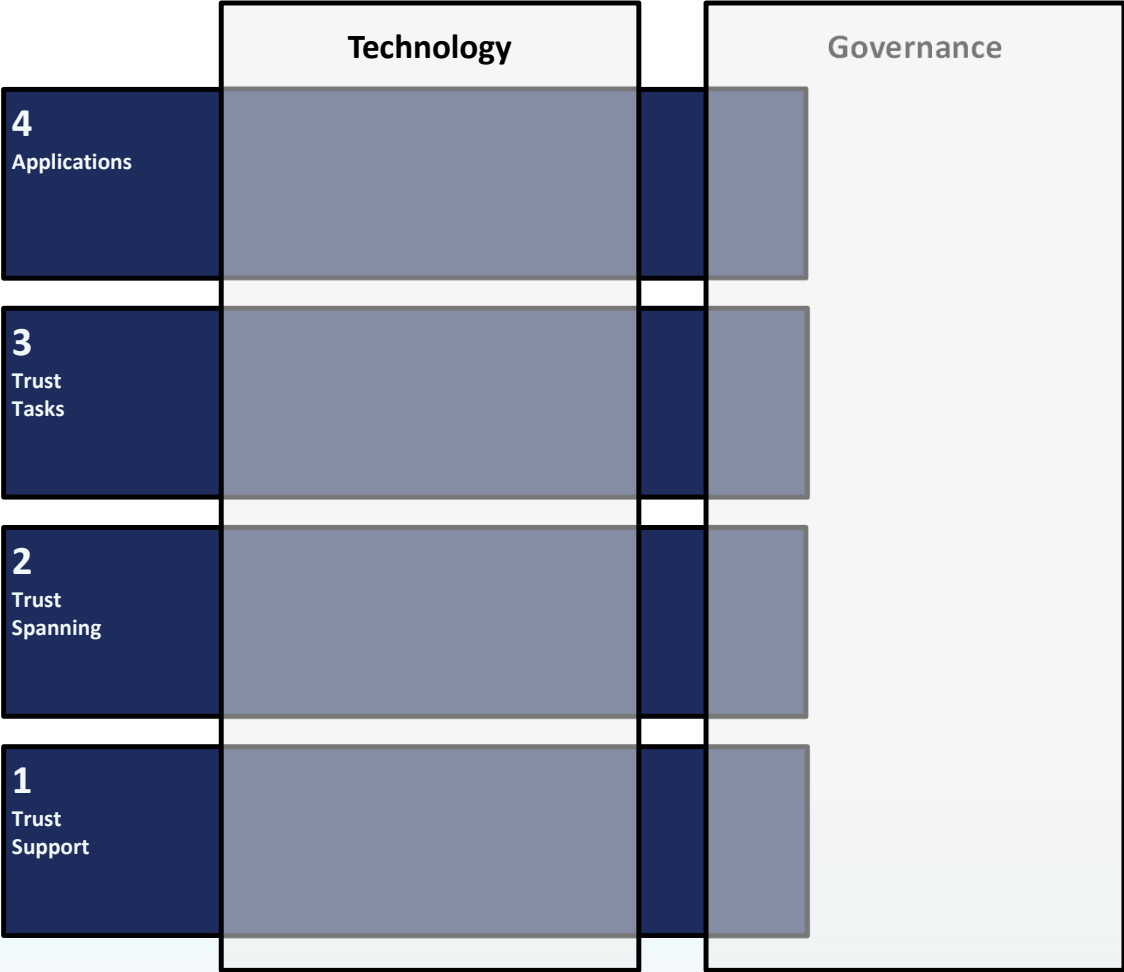 Technology
Governance
4
Applications
3
Trust
Tasks
2
Trust
Spanning
1
Trust
Support